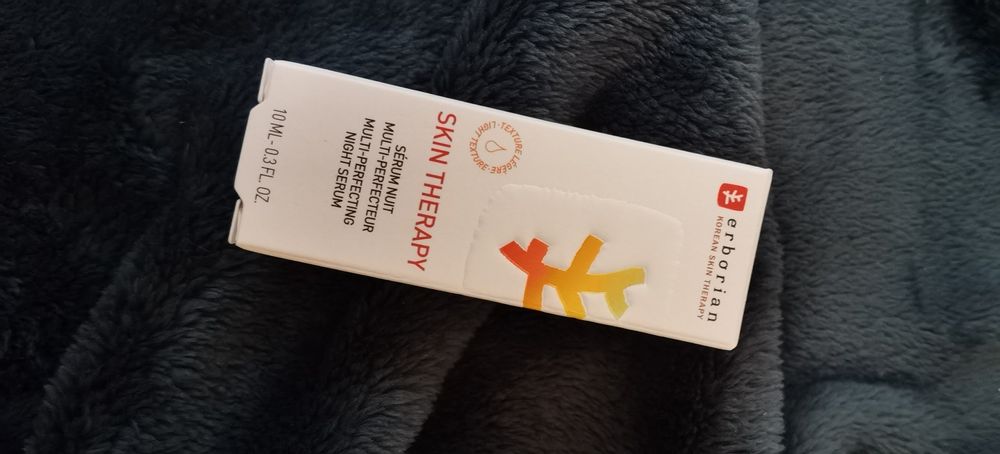 erborian
KOREAN SKIN THERAPY
TEXTURE LÉGÈRE · LIGHT TEXTURE ·
SKIN THERAPY
SÉRUM NUIT
MULTI-PERFECTEUR
MULTI-PERFECTING
NIGHT SERUM
10 ML- 0.3 FL OZ.